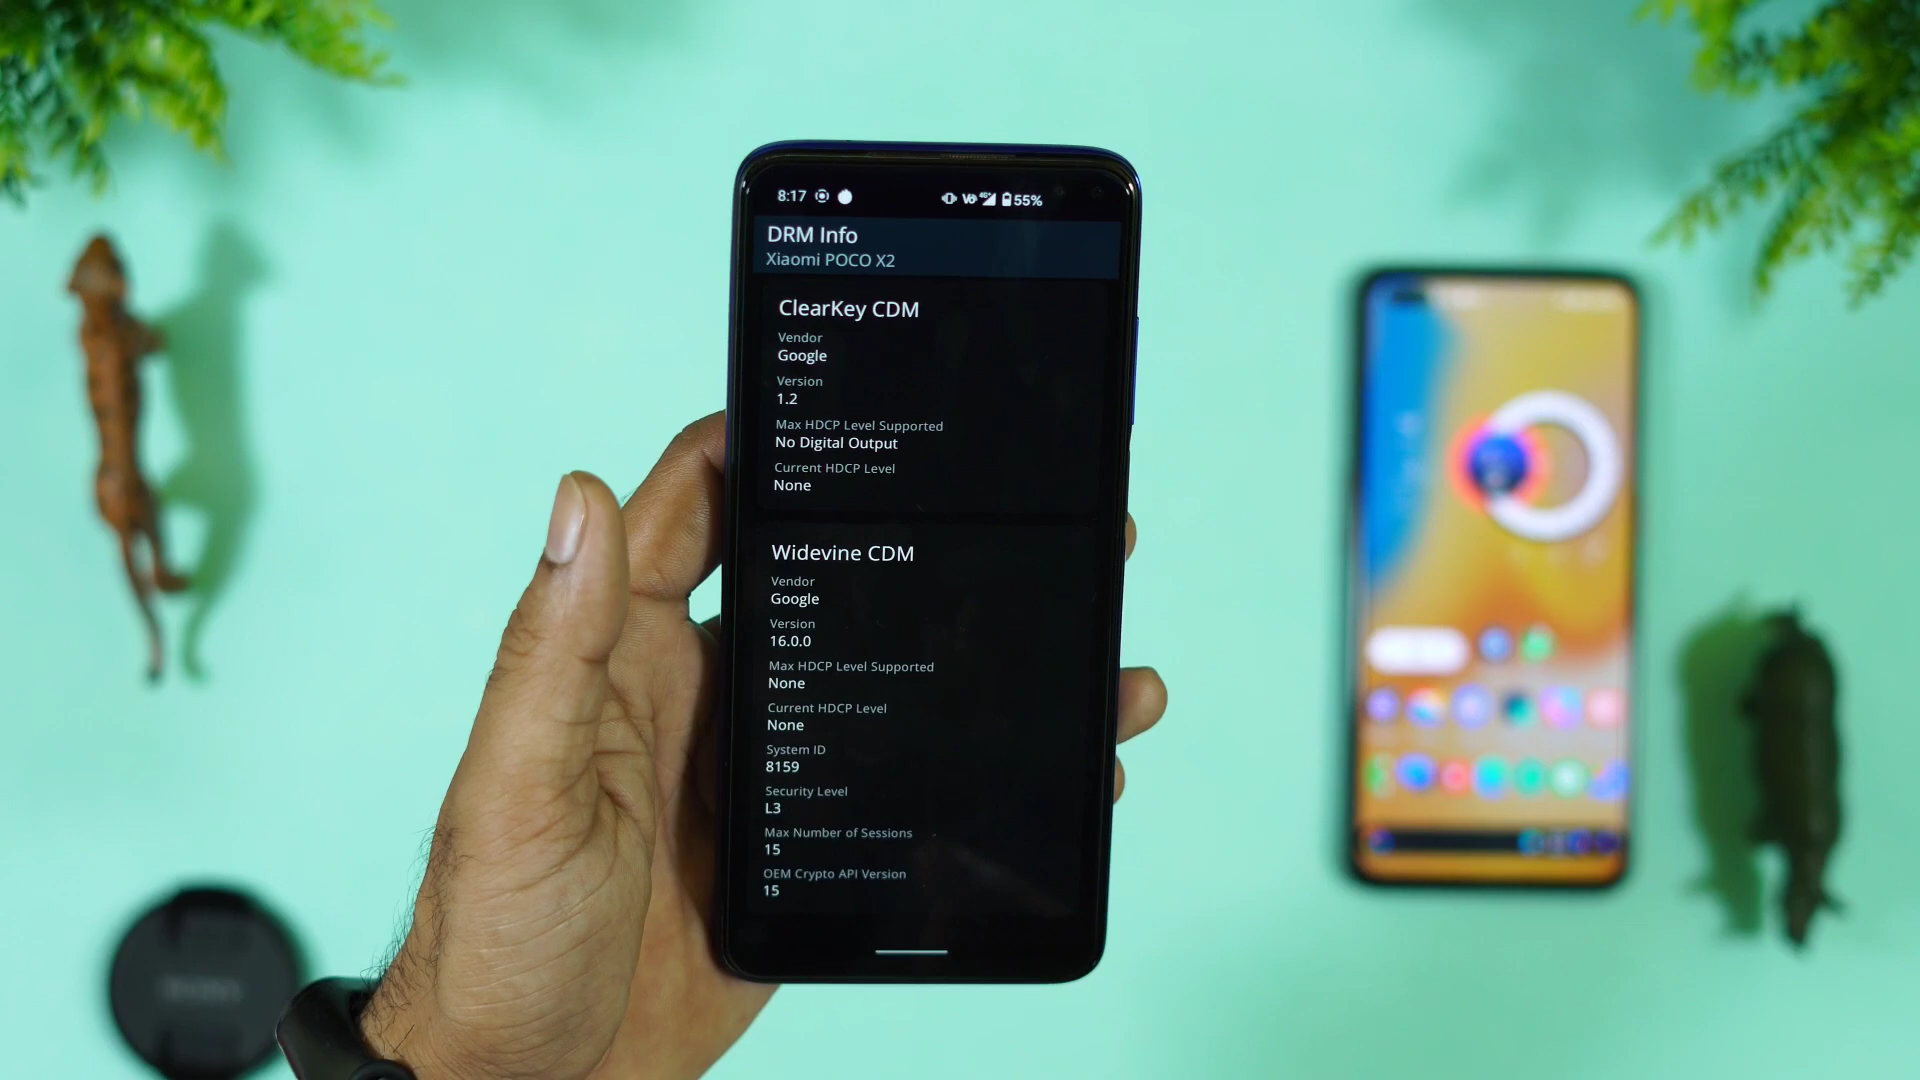 8:17 Vo 4G+ 55%
DRM Info
Xiaomi POCO X2
ClearKey CDM
Vendor
Google
Version
1.2
Max HDCP Level Supported
No Digital Output
Current HDCP Level
None
Widevine CDM
Vendor
Google
Version
16.0.0
Max HDCP Level Supported
None
Current HDCP Level
None
System ID
8159
Security Level
L3
Max Number of Sessions
15
OEM Crypto API Version
15